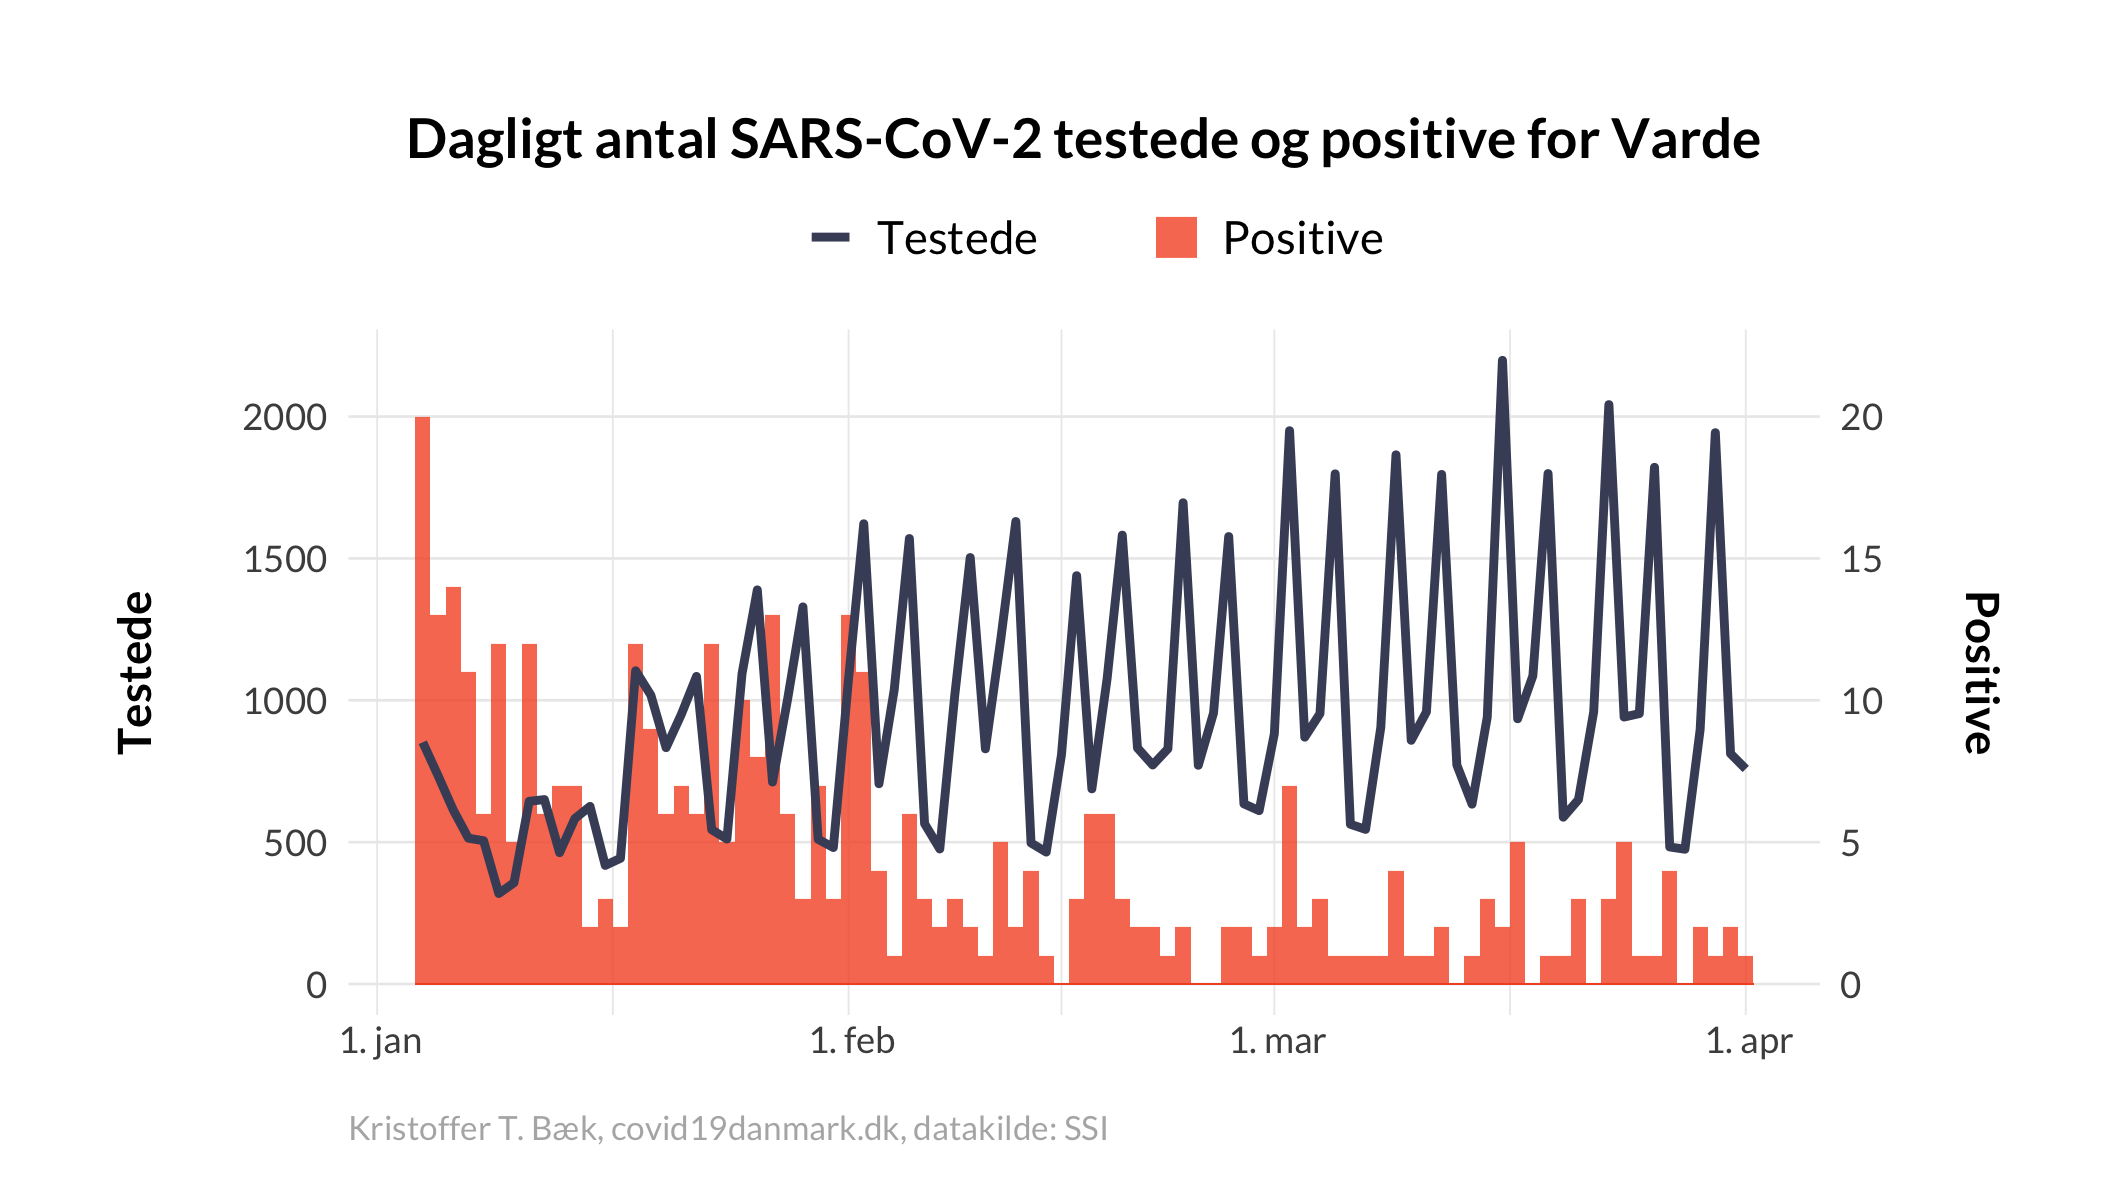 Dagligt antal SARS-CoV-2 testede og positive for Varde
Testede
Positive
Testede
2000
1500
1000
500
0
20
15
10
5
0
Positive
1. jan
1. feb
1. mar
1. apr
Kristoffer T. Bæk, covid19danmark.dk, datakilde: SSI